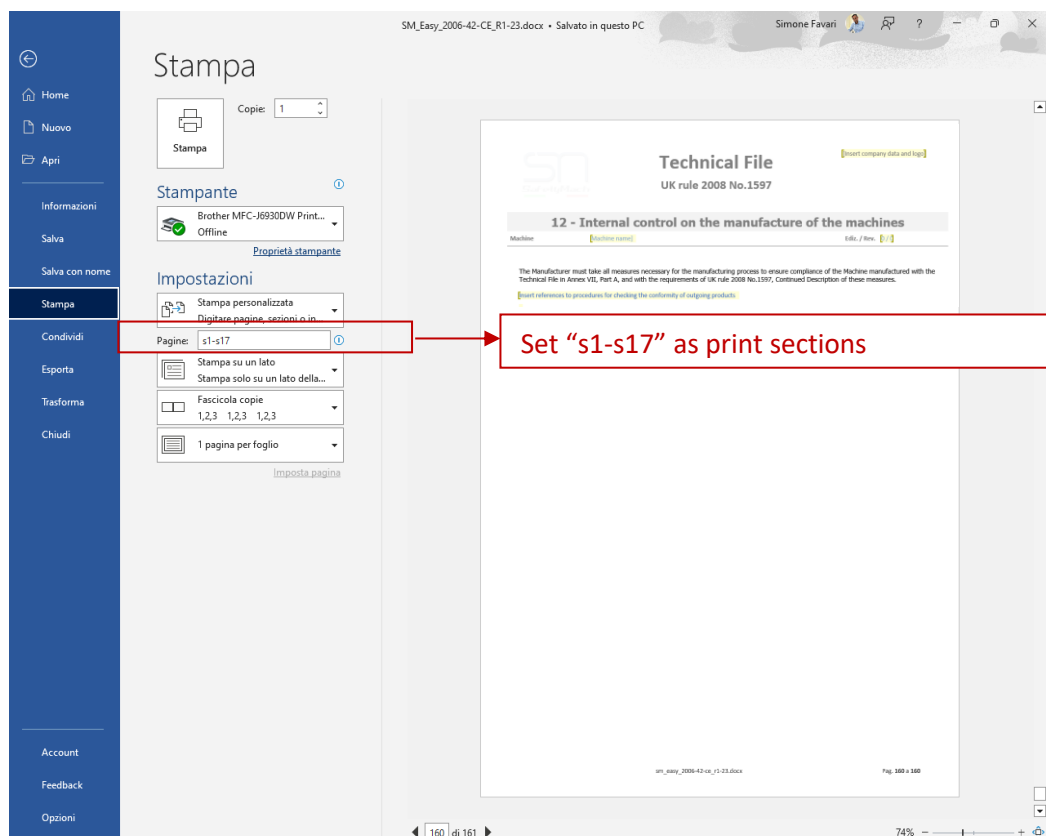 SM_Easy_2006-42-CE_R1-23.docx • Salvato in questo PC
Simone Favari
?
Stampa
Home
Nuovo
Apri
Informazioni
Salva
Salva con nome
Stampa
Condividi
Esporta
Trasforma
Chiudi
Account
Feedback
Opzioni
Stampa
Copie: 1
Stampante
Brother MFC-J6930DW Print...
Offline
Proprietà stampante
Impostazioni
Stampa personalizzata
Digitare pagine, sezioni o in...
Pagine: s1-s17
Stampa su un lato
Stampa solo su un lato della...
Fascicola copie
1,2,3 1,2,3 1,2,3
1 pagina per foglio
Imposta pagina
Set “s1-s17” as print sections
Technical File
[Insert company data and logo]
UK rule 2008 No.1597
12 - Internal control on the manufacture of the machines
Machine [Machine name] Ediz. / Rev. [1/1]
The Manufacturer must take all measures necessary for the manufacturing process to ensure compliance of the Machine manufactured with the
Technical File in Annex VII, Part A, and with the requirements of UK rule 2008 No.1597, Continued Description of these measures.
[Insert references to procedures for checking the conformity of outgoing products
sm_easy_2006-42-ce_r1-23.docx Pag. 160 a 160
160 di 161
74%